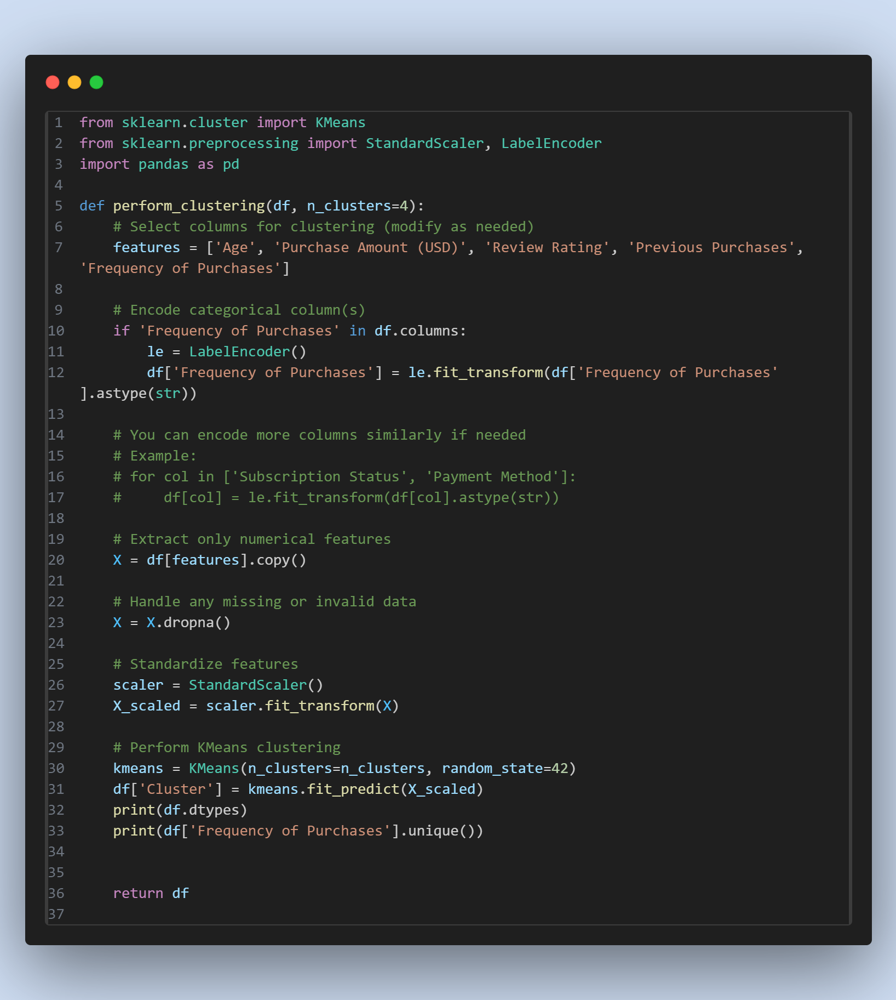 1 from sklearn.cluster import KMeans
2 from sklearn.preprocessing import StandardScaler, LabelEncoder
3 import pandas as pd
4
5 def perform_clustering(df, n_clusters=4):
6     # Select columns for clustering (modify as needed)
7     features = ['Age', 'Purchase Amount (USD)', 'Review Rating', 'Previous Purchases',
'Frequency of Purchases']
8
9     # Encode categorical column(s)
10     if 'Frequency of Purchases' in df.columns:
11         le = LabelEncoder()
12         df['Frequency of Purchases'] = le.fit_transform(df['Frequency of Purchases'
].astype(str))
13
14     # You can encode more columns similarly if needed
15     # Example:
16     # for col in ['Subscription Status', 'Payment Method']:
17     #     df[col] = le.fit_transform(df[col].astype(str))
18
19     # Extract only numerical features
20     X = df[features].copy()
21
22     # Handle any missing or invalid data
23     X = X.dropna()
24
25     # Standardize features
26     scaler = StandardScaler()
27     X_scaled = scaler.fit_transform(X)
28
29     # Perform KMeans clustering
30     kmeans = KMeans(n_clusters=n_clusters, random_state=42)
31     df['Cluster'] = kmeans.fit_predict(X_scaled)
32     print(df.dtypes)
33     print(df['Frequency of Purchases'].unique())
34
35
36     return df
37